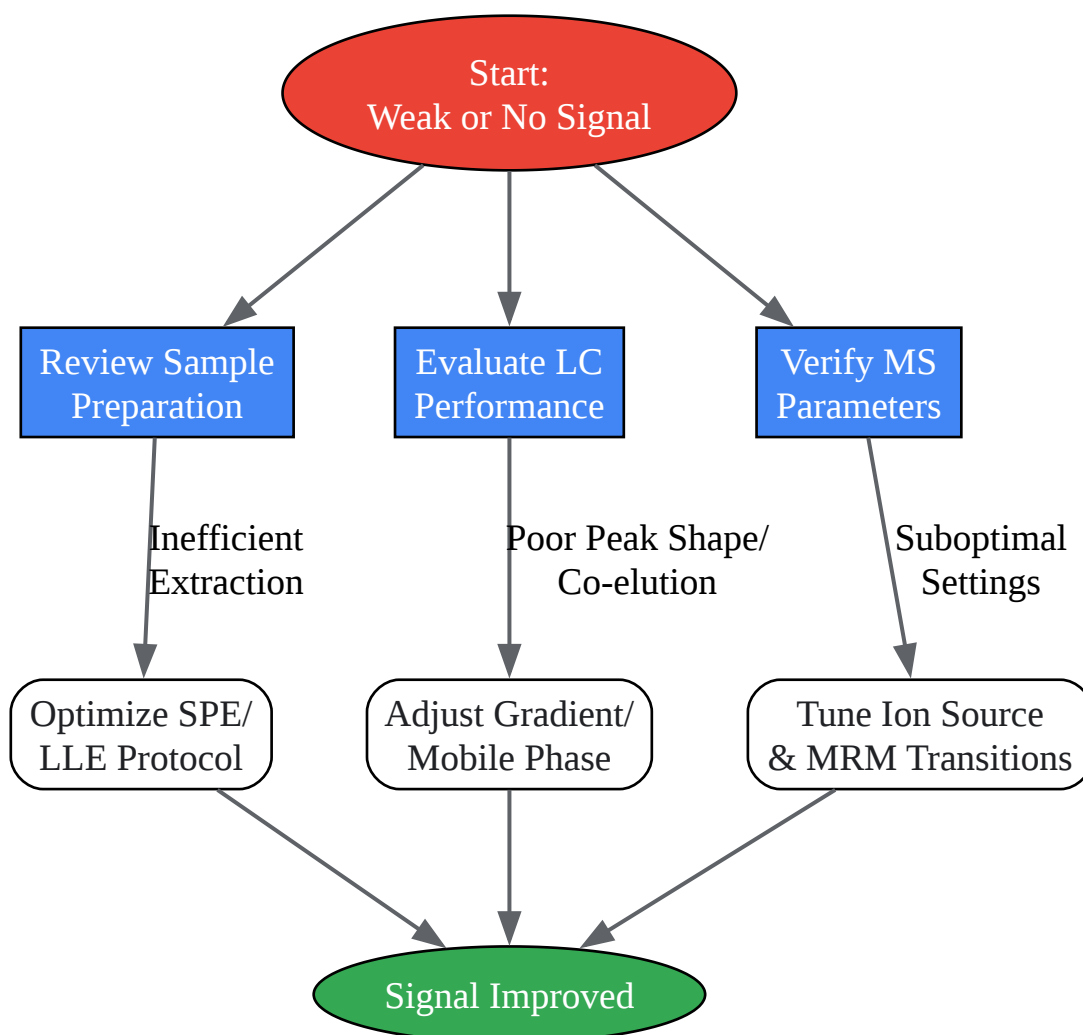 Start:
Weak or No Signal
Review Sample
Preparation
Evaluate LC
Performance
Verify MS
Parameters
Inefficient
Extraction
Poor Peak Shape/
Co-elution
Suboptimal
Settings
Optimize SPE/
LLE Protocol
Adjust Gradient/
Mobile Phase
Tune Ion Source
& MRM Transitions
Signal Improved